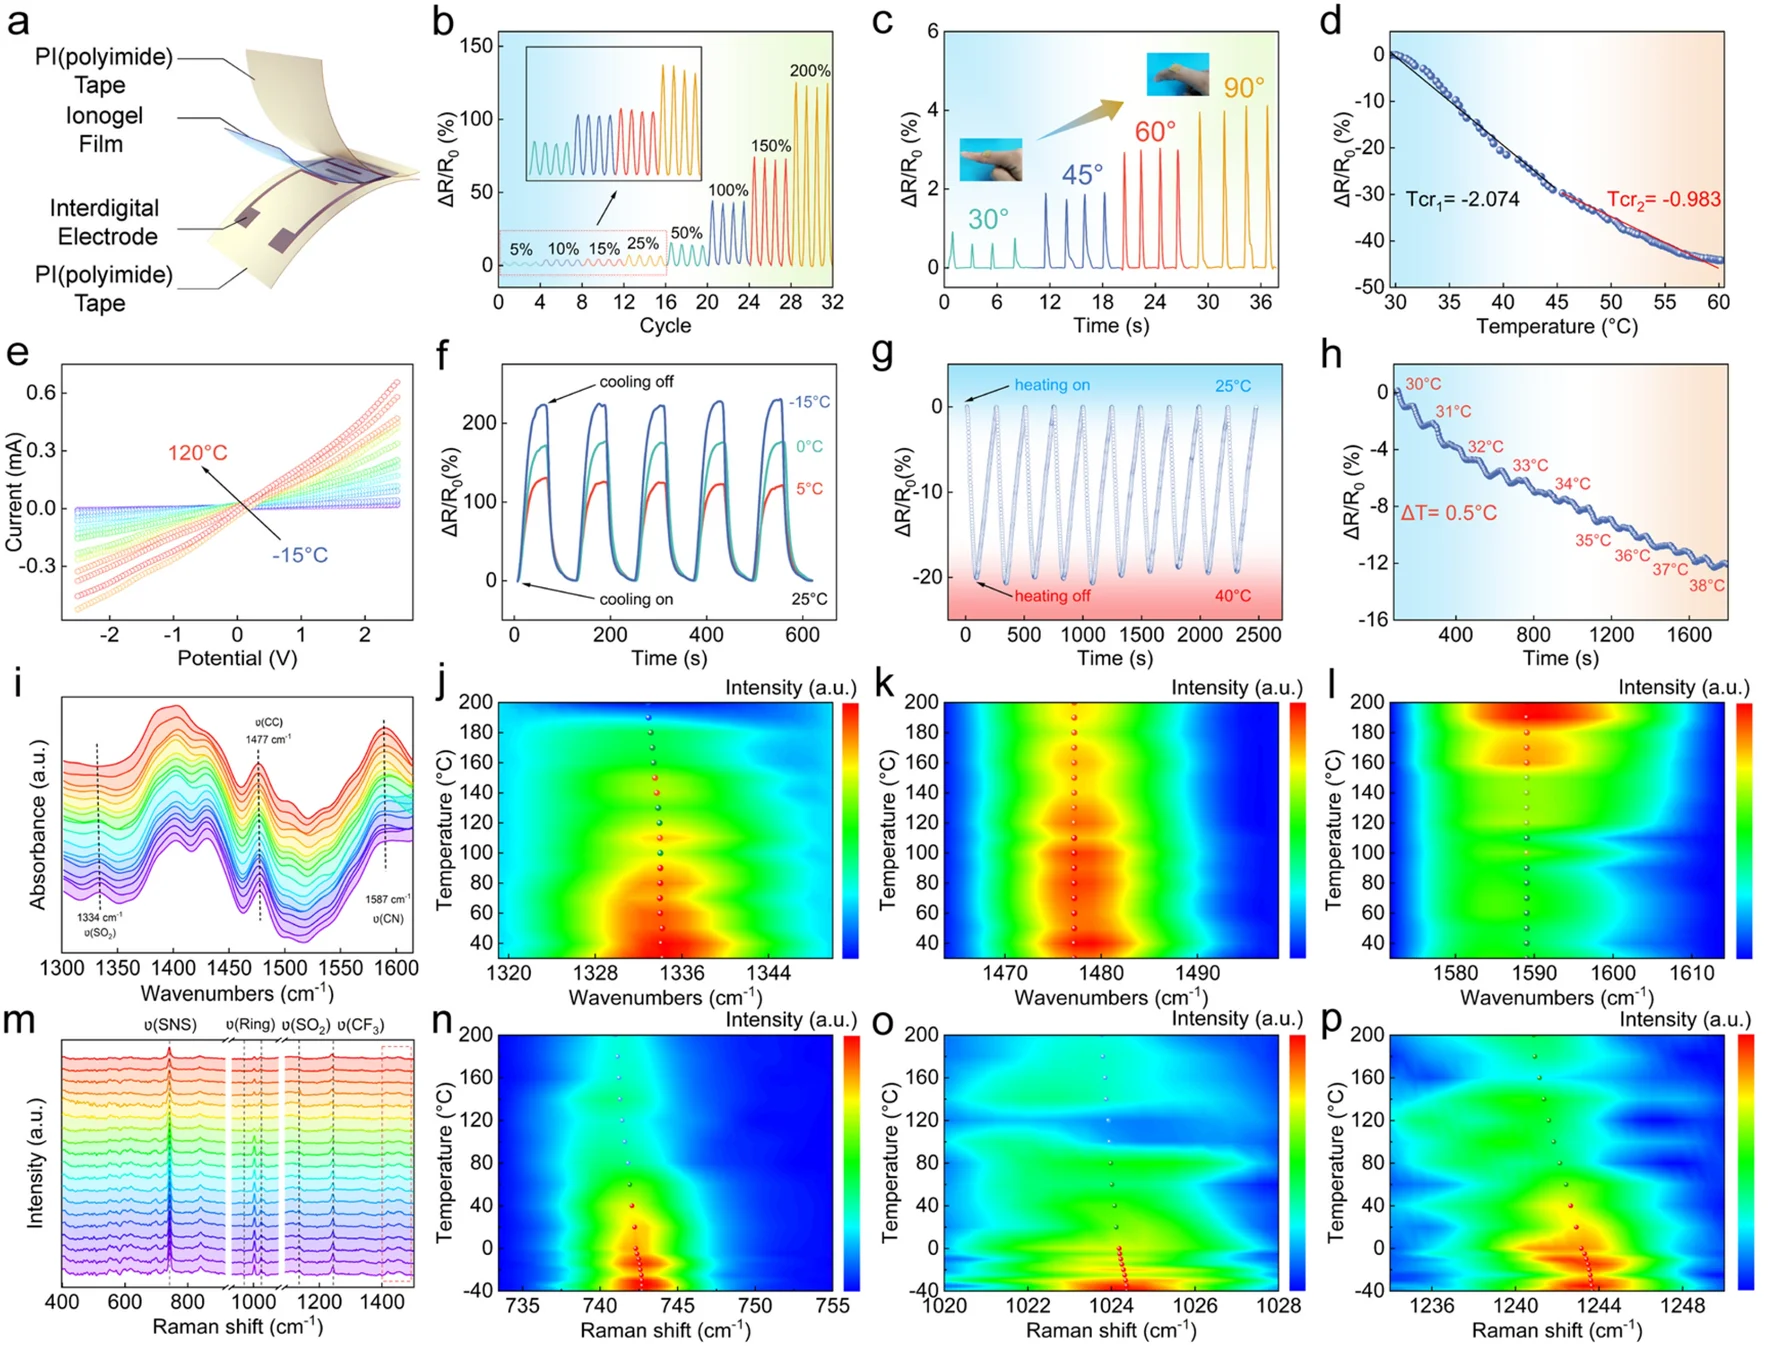 a
PI(polyimide)
Tape
Ionogel
Film
Interdigital
Electrode
PI(polyimide)
Tape
b
ΔR/R0 (%)
150
100
50
0
5%
10%
15%
25%
50%
100%
150%
200%
0 4 8 12 16 20 24 28 32
Cycle
c
ΔR/R0 (%)
6
4
2
0
30°
45°
60°
90°
0 6 12 18 24 30 36
Time (s)
d
ΔR/R0 (%)
0
-10
-20
-30
-40
-50
Tcr1= -2.074
Tcr2= -0.983
30 35 40 45 50 55 60
Temperature (°C)
e
Current (mA)
0.6
0.3
0.0
-0.3
120°C
-15°C
-2 -1 0 1 2
Potential (V)
f
ΔR/R0(%)
200
100
0
cooling off
-15°C
0°C
5°C
cooling on
25°C
0 200 400 600
Time (s)
g
ΔR/R0(%)
0
-10
-20
heating on
25°C
heating off
40°C
0 500 1000 1500 2000 2500
Time (s)
h
ΔR/R0 (%)
0
-4
-8
-12
-16
30°C
31°C
32°C
33°C
34°C
ΔT= 0.5°C
35°C
36°C
37°C
38°C
400 800 1200 1600
Time (s)
i
Absorbance (a.u.)
υ(CC)
1477 cm-1
1334 cm-1
υ(SO2)
1587 cm-1
υ(CN)
1300 1350 1400 1450 1500 1550 1600
Wavenumbers (cm-1)
j
Intensity (a.u.)
Temperature (°C)
200
180
160
140
120
100
80
60
40
1320 1328 1336 1344
Wavenumbers (cm-1)
k
Intensity (a.u.)
Temperature (°C)
200
180
160
140
120
100
80
60
40
1470 1480 1490
Wavenumbers (cm-1)
l
Intensity (a.u.)
Temperature (°C)
200
180
160
140
120
100
80
60
40
1580 1590 1600 1610
Wavenumbers (cm-1)
m
υ(SNS) υ(Ring) υ(SO2) υ(CF3)
Intensity (a.u.)
400 600 800 1000 1200 1400
Raman shift (cm-1)
n
Intensity (a.u.)
Temperature (°C)
200
160
120
80
40
0
-40
735 740 745 750 755
Raman shift (cm-1)
o
Intensity (a.u.)
Temperature (°C)
200
160
120
80
40
0
-40
1020 1022 1024 1026 1028
Raman shift (cm-1)
p
Intensity (a.u.)
Temperature (°C)
200
160
120
80
40
0
-40
1236 1240 1244 1248
Raman shift (cm-1)